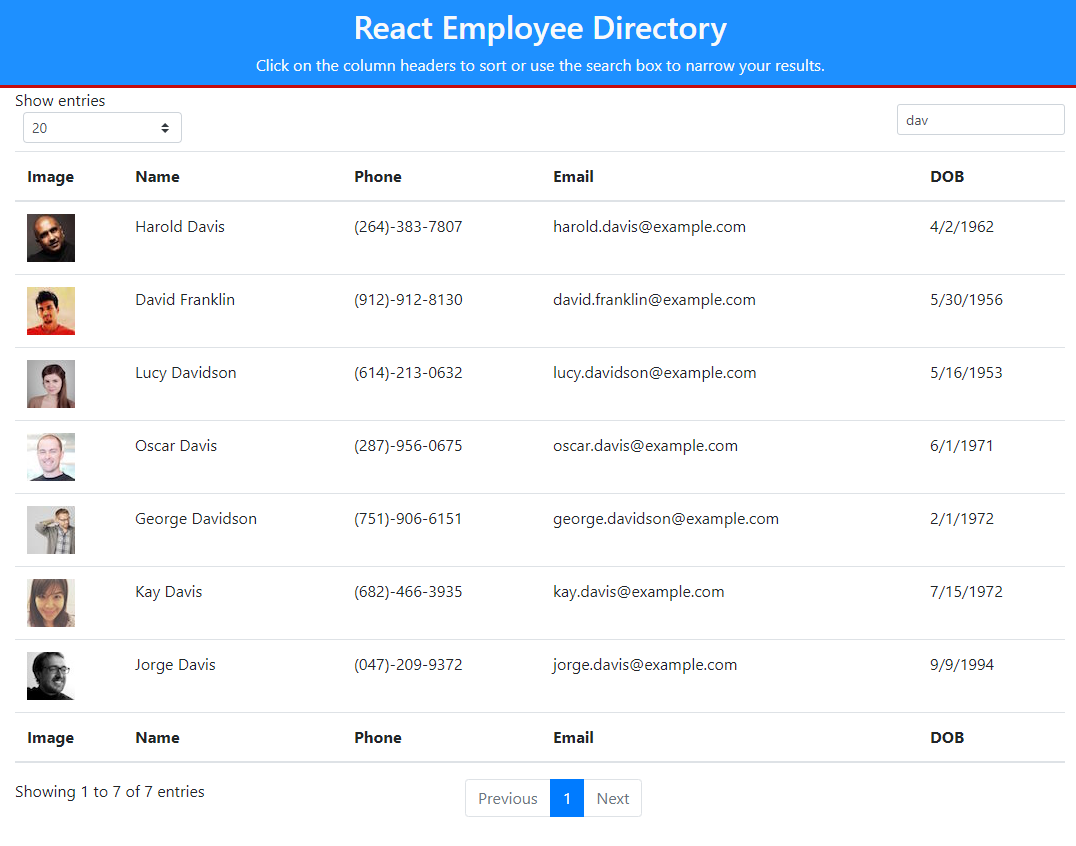 React Employee Directory
Click on the column headers to sort or use the search box to narrow your results.
Show entries
20
dav
Image Name Phone Email DOB
Harold Davis (264)-383-7807 harold.davis@example.com 4/2/1962
David Franklin (912)-912-8130 david.franklin@example.com 5/30/1956
Lucy Davidson (614)-213-0632 lucy.davidson@example.com 5/16/1953
Oscar Davis (287)-956-0675 oscar.davis@example.com 6/1/1971
George Davidson (751)-906-6151 george.davidson@example.com 2/1/1972
Kay Davis (682)-466-3935 kay.davis@example.com 7/15/1972
Jorge Davis (047)-209-9372 jorge.davis@example.com 9/9/1994
Image Name Phone Email DOB
Showing 1 to 7 of 7 entries
Previous 1 Next